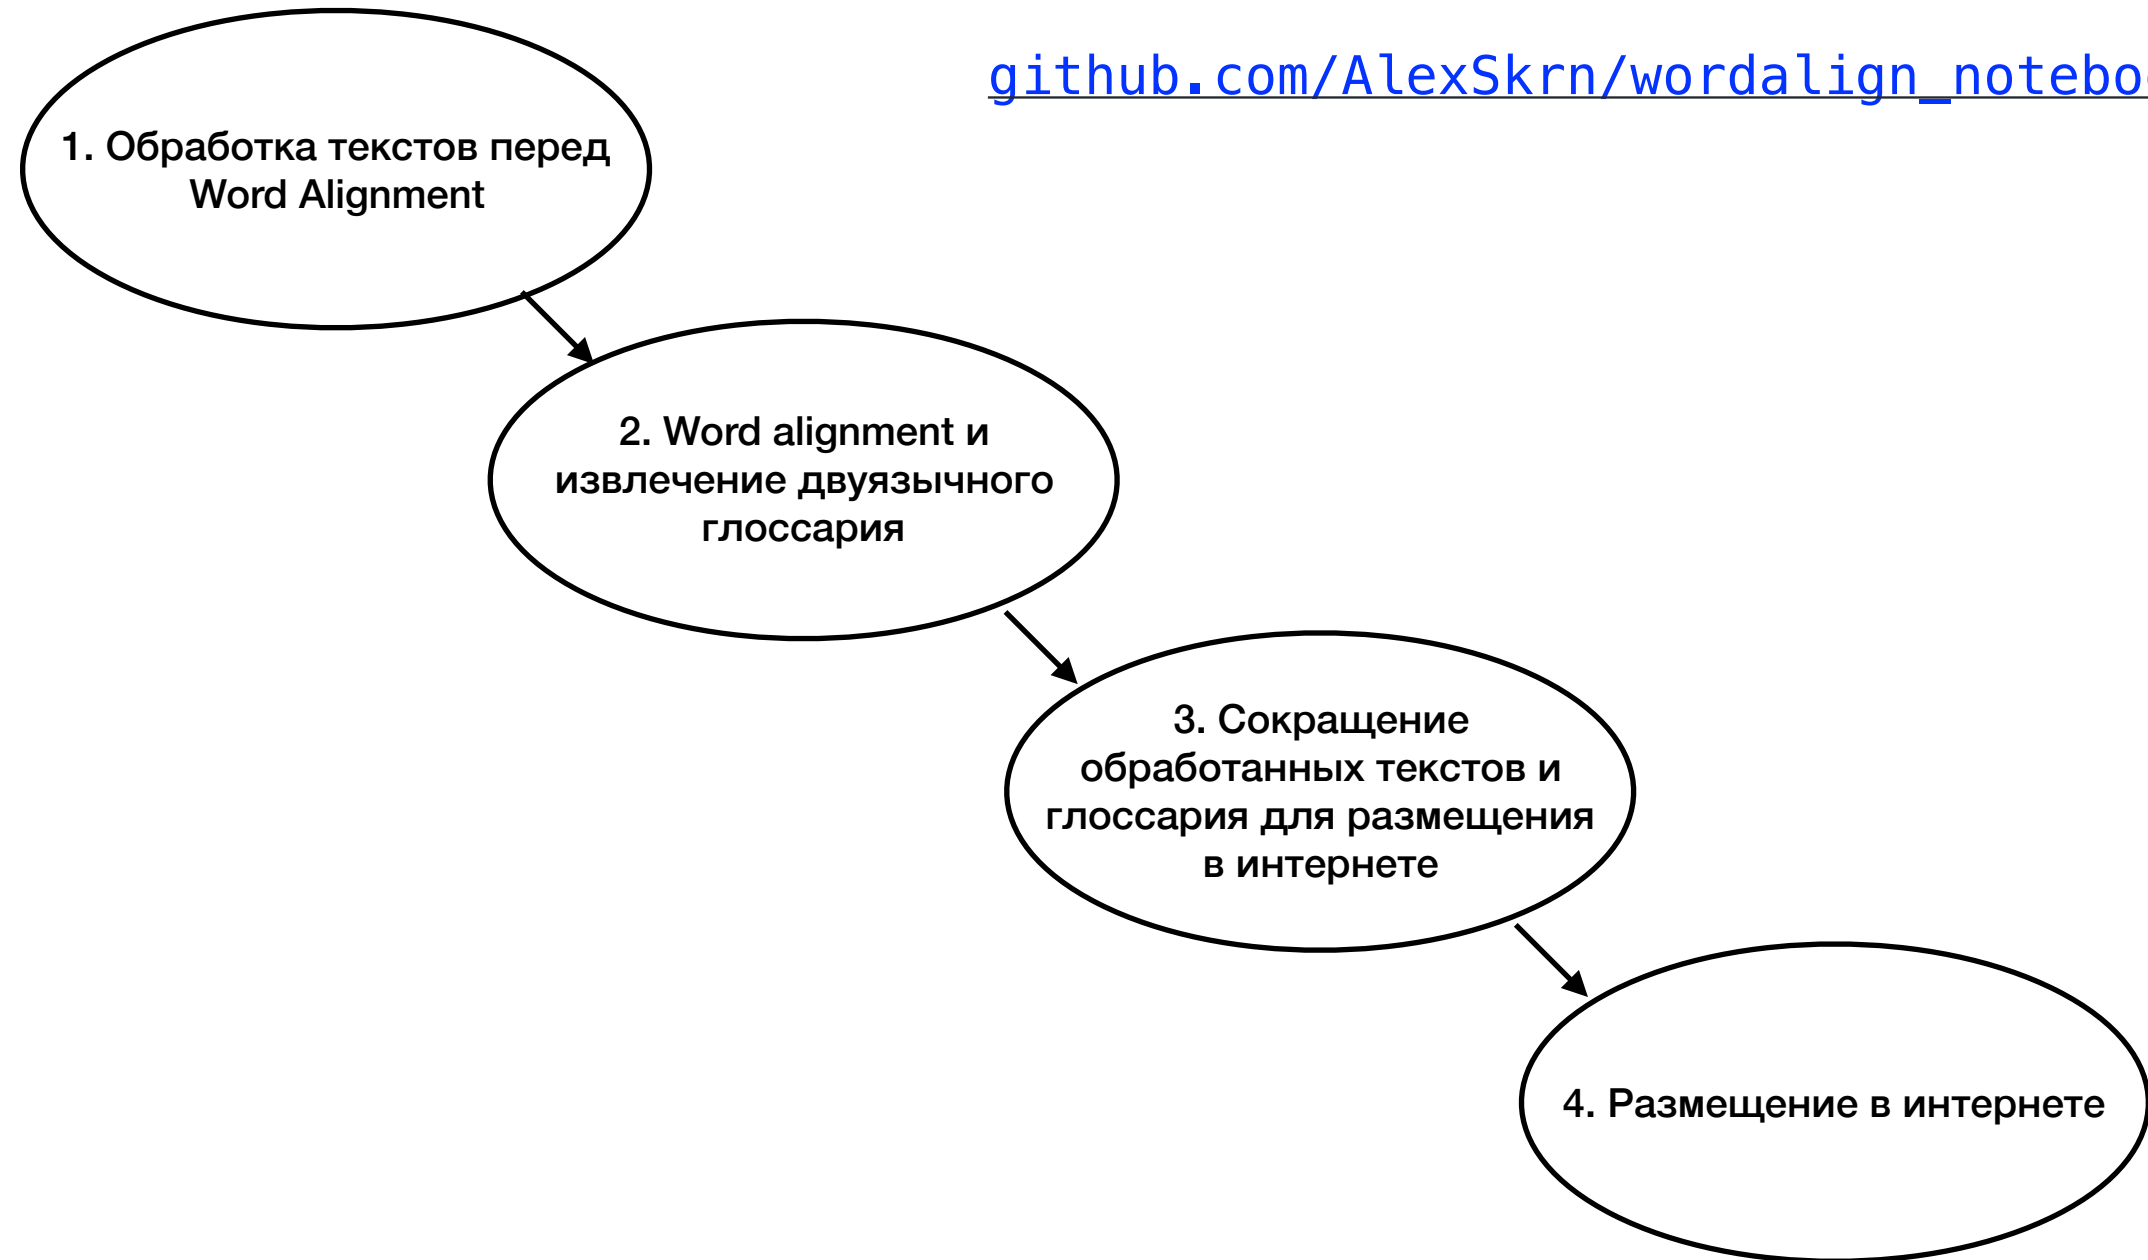 github.com/AlexSkrn/wordalign_notebo
1. Обработка текстов перед
Word Alignment
2. Word alignment и
извлечение двуязычного
глоссария
3. Сокращение
обработанных текстов и
глоссария для размещения
в интернете
4. Размещение в интернете